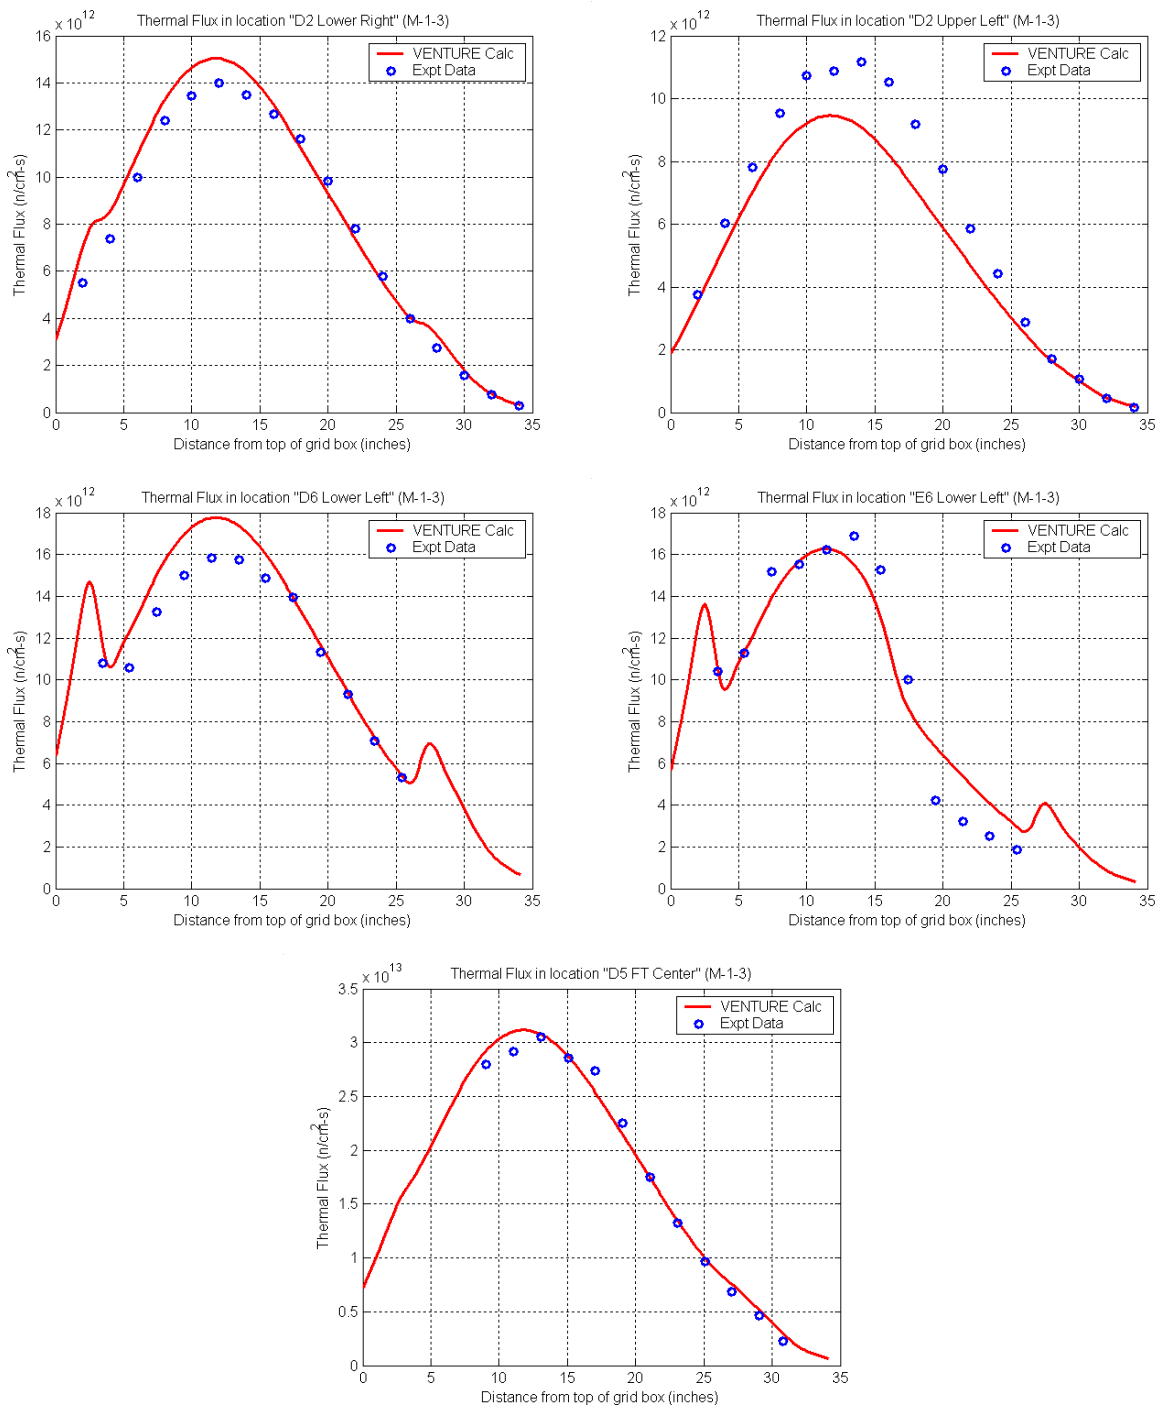 x 10^12
Thermal Flux in location "D2 Lower Right" (M-1-3)
VENTURE Calc
Expt Data
Thermal Flux (n/cm^2-s)
16
14
12
10
8
6
4
2
0
0 5 10 15 20 25 30 35
Distance from top of grid box (inches)
x 10^12
Thermal Flux in location "D2 Upper Left" (M-1-3)
VENTURE Calc
Expt Data
Thermal Flux (n/cm^2-s)
12
10
8
6
4
2
0
0 5 10 15 20 25 30 35
Distance from top of grid box (inches)
x 10^12
Thermal Flux in location "D6 Lower Left" (M-1-3)
VENTURE Calc
Expt Data
Thermal Flux (n/cm^2-s)
18
16
14
12
10
8
6
4
2
0
0 5 10 15 20 25 30 35
Distance from top of grid box (inches)
x 10^12
Thermal Flux in location "E6 Lower Left" (M-1-3)
VENTURE Calc
Expt Data
Thermal Flux (n/cm^2-s)
18
16
14
12
10
8
6
4
2
0
0 5 10 15 20 25 30 35
Distance from top of grid box (inches)
x 10^13
Thermal Flux in location "D5 FT Center" (M-1-3)
VENTURE Calc
Expt Data
Thermal Flux (n/cm^2-s)
3.5
3
2.5
2
1.5
1
0.5
0
0 5 10 15 20 25 30 35
Distance from top of grid box (inches)